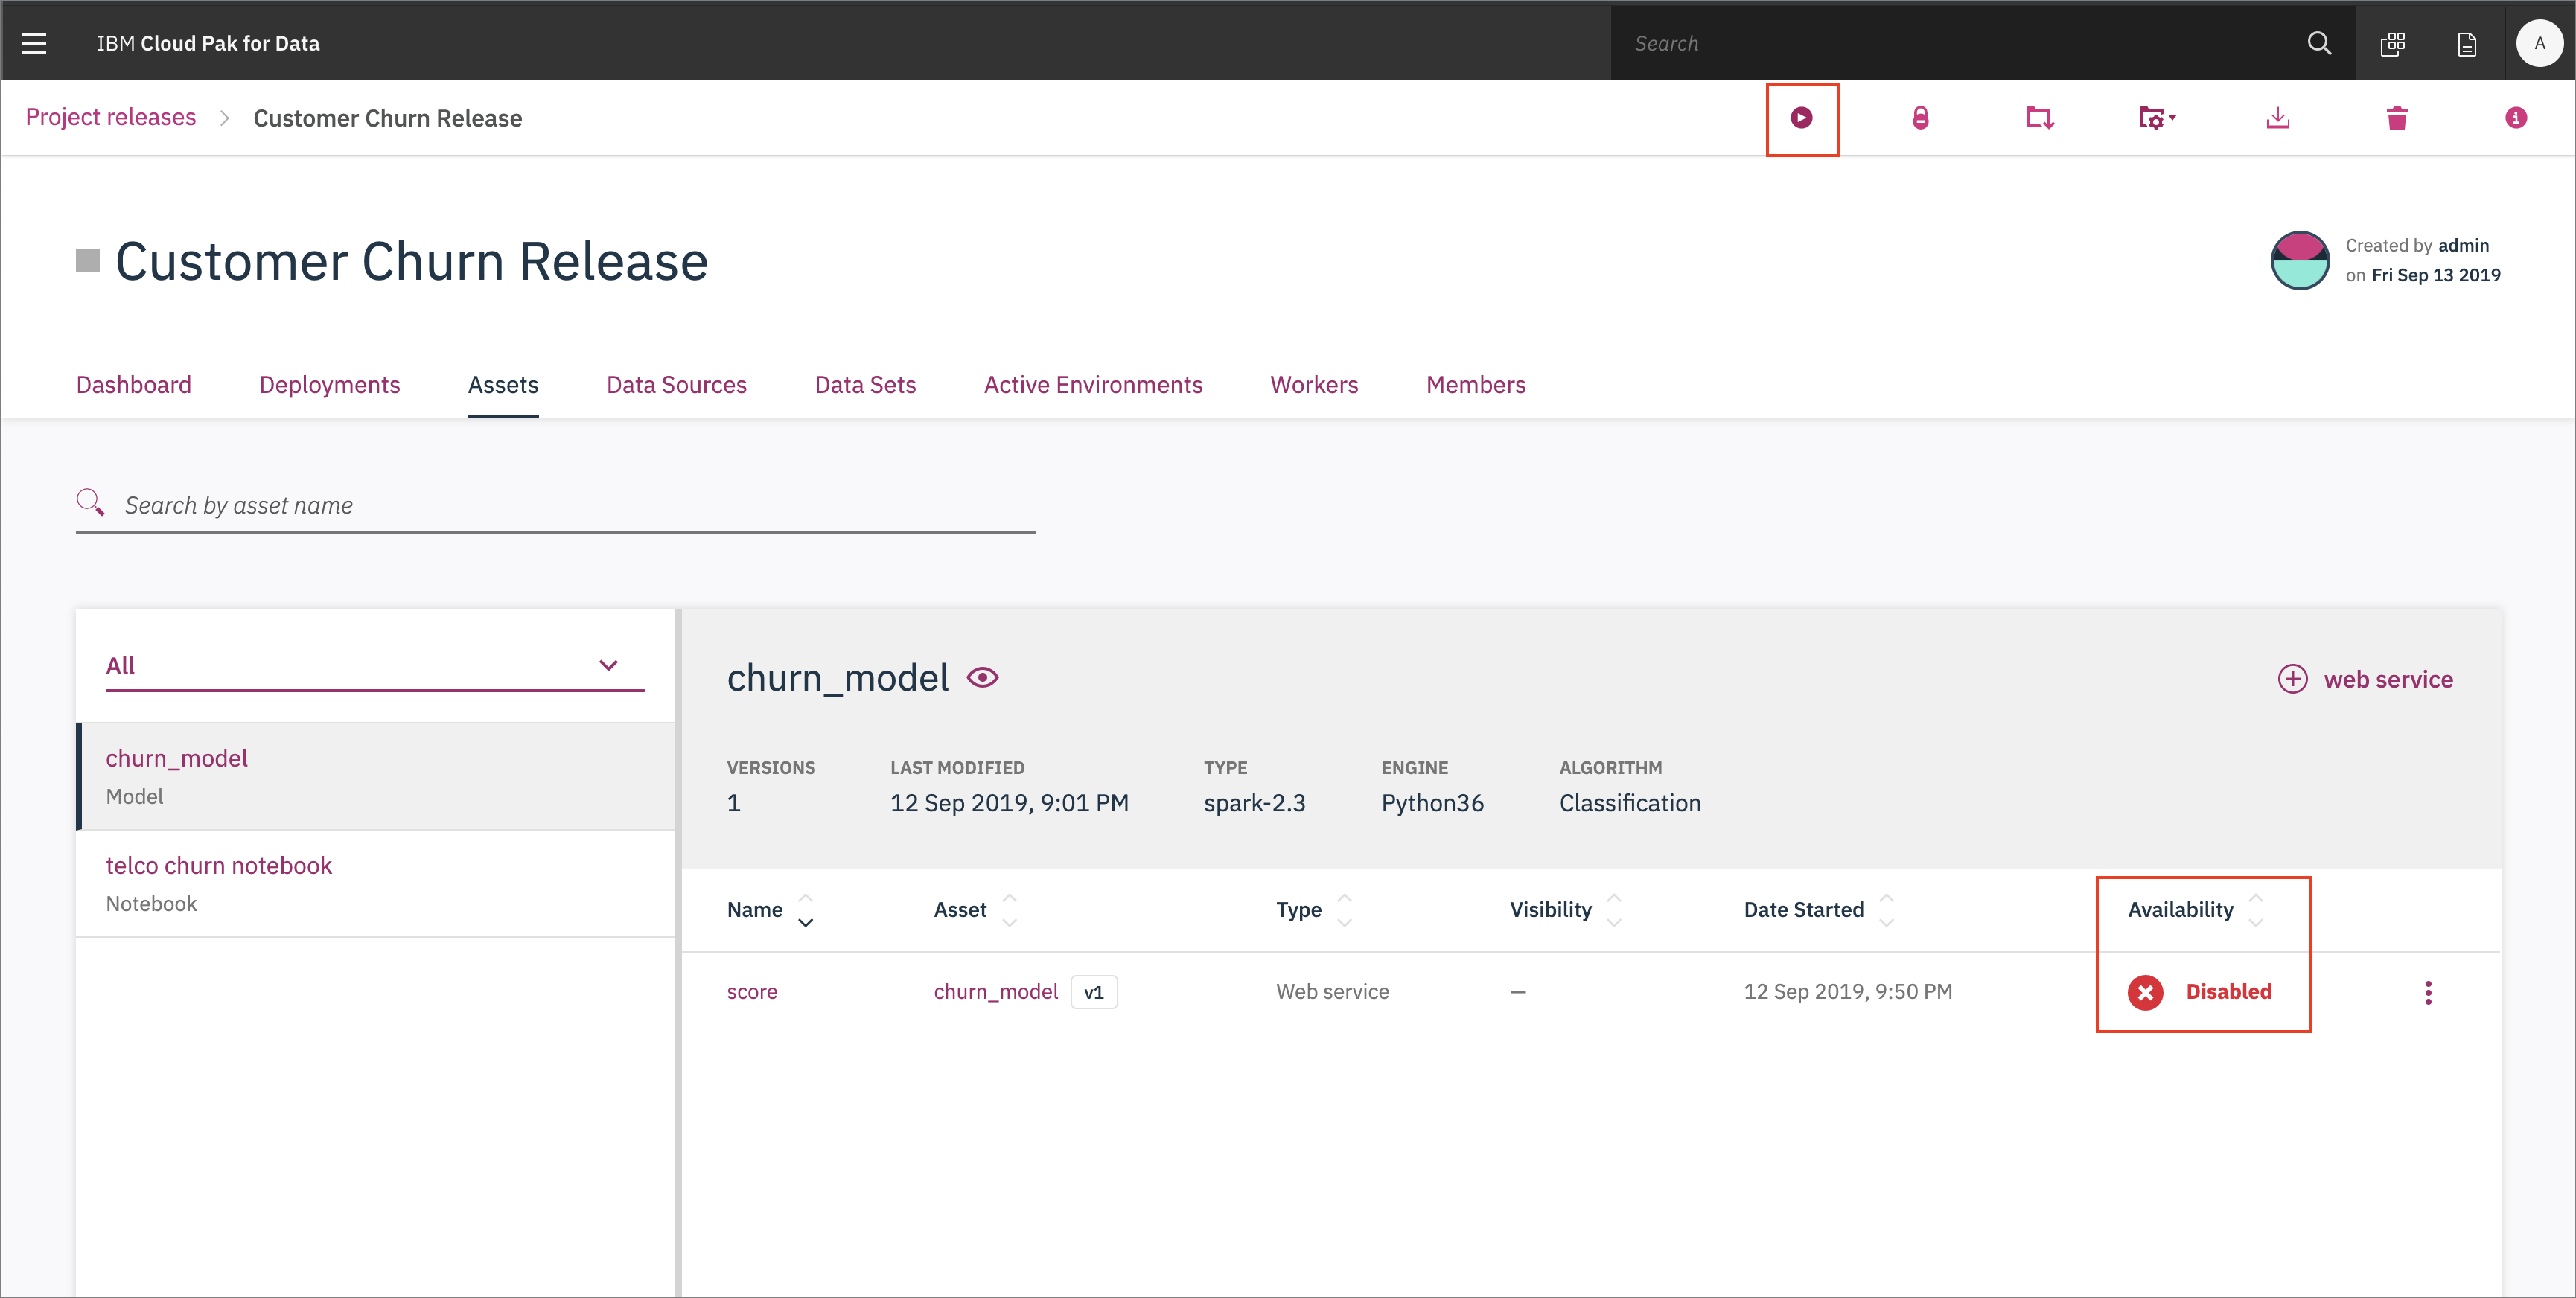 IBM Cloud Pak for Data
Search
A
Project releases
Customer Churn Release
Customer Churn Release
Created by admin
on Fri Sep 13 2019
Dashboard
Deployments
Assets
Data Sources
Data Sets
Active Environments
Workers
Members
Search by asset name
All
churn_model
Model
telco churn notebook
Notebook
churn_model
web service
VERSIONS
LAST MODIFIED
TYPE
ENGINE
ALGORITHM
1
12 Sep 2019, 9:01 PM
spark-2.3
Python36
Classification
Name
Asset
Type
Visibility
Date Started
Availability
score
churn_model
v1
Web service
—
12 Sep 2019, 9:50 PM
Disabled